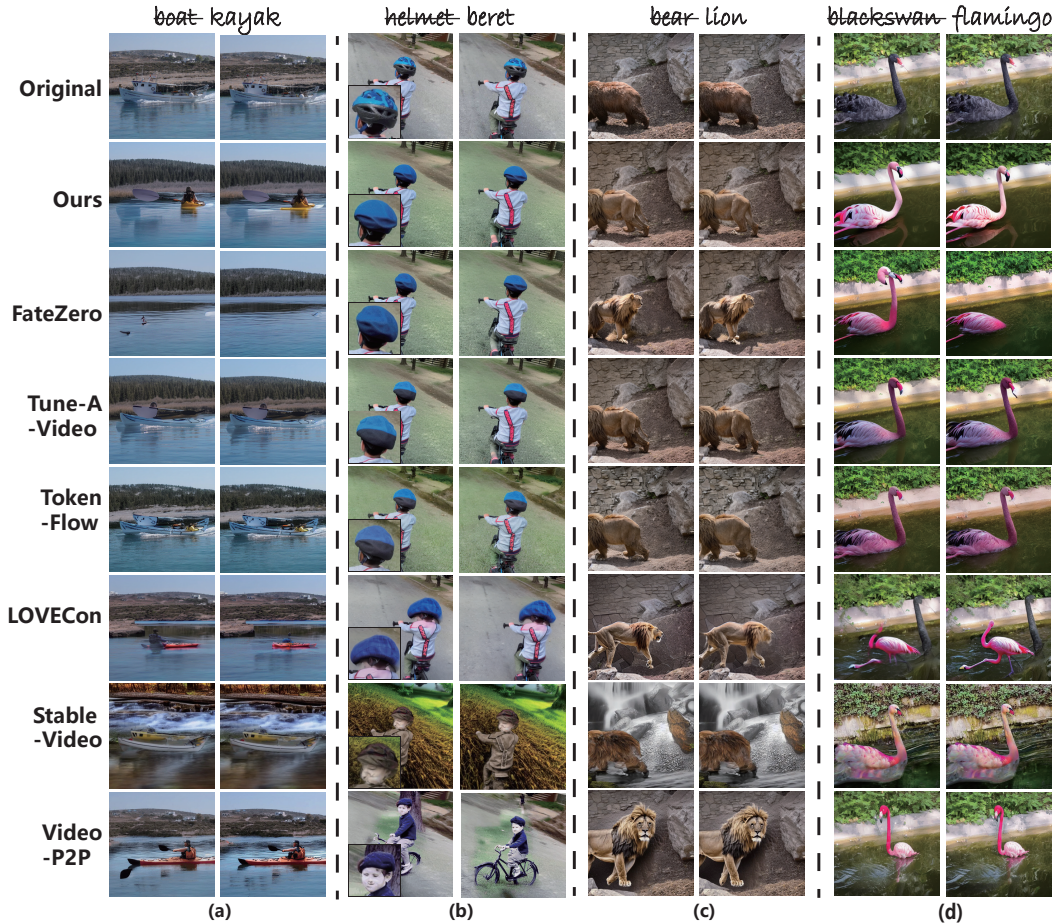 boat kayak
helmet beret
bear lion
blackswan flamingo
Original
Ours
FateZero
Tune-A
-Video
Token
-Flow
LOVECon
Stable
-Video
Video
-P2P
(a)
(b)
(c)
(d)